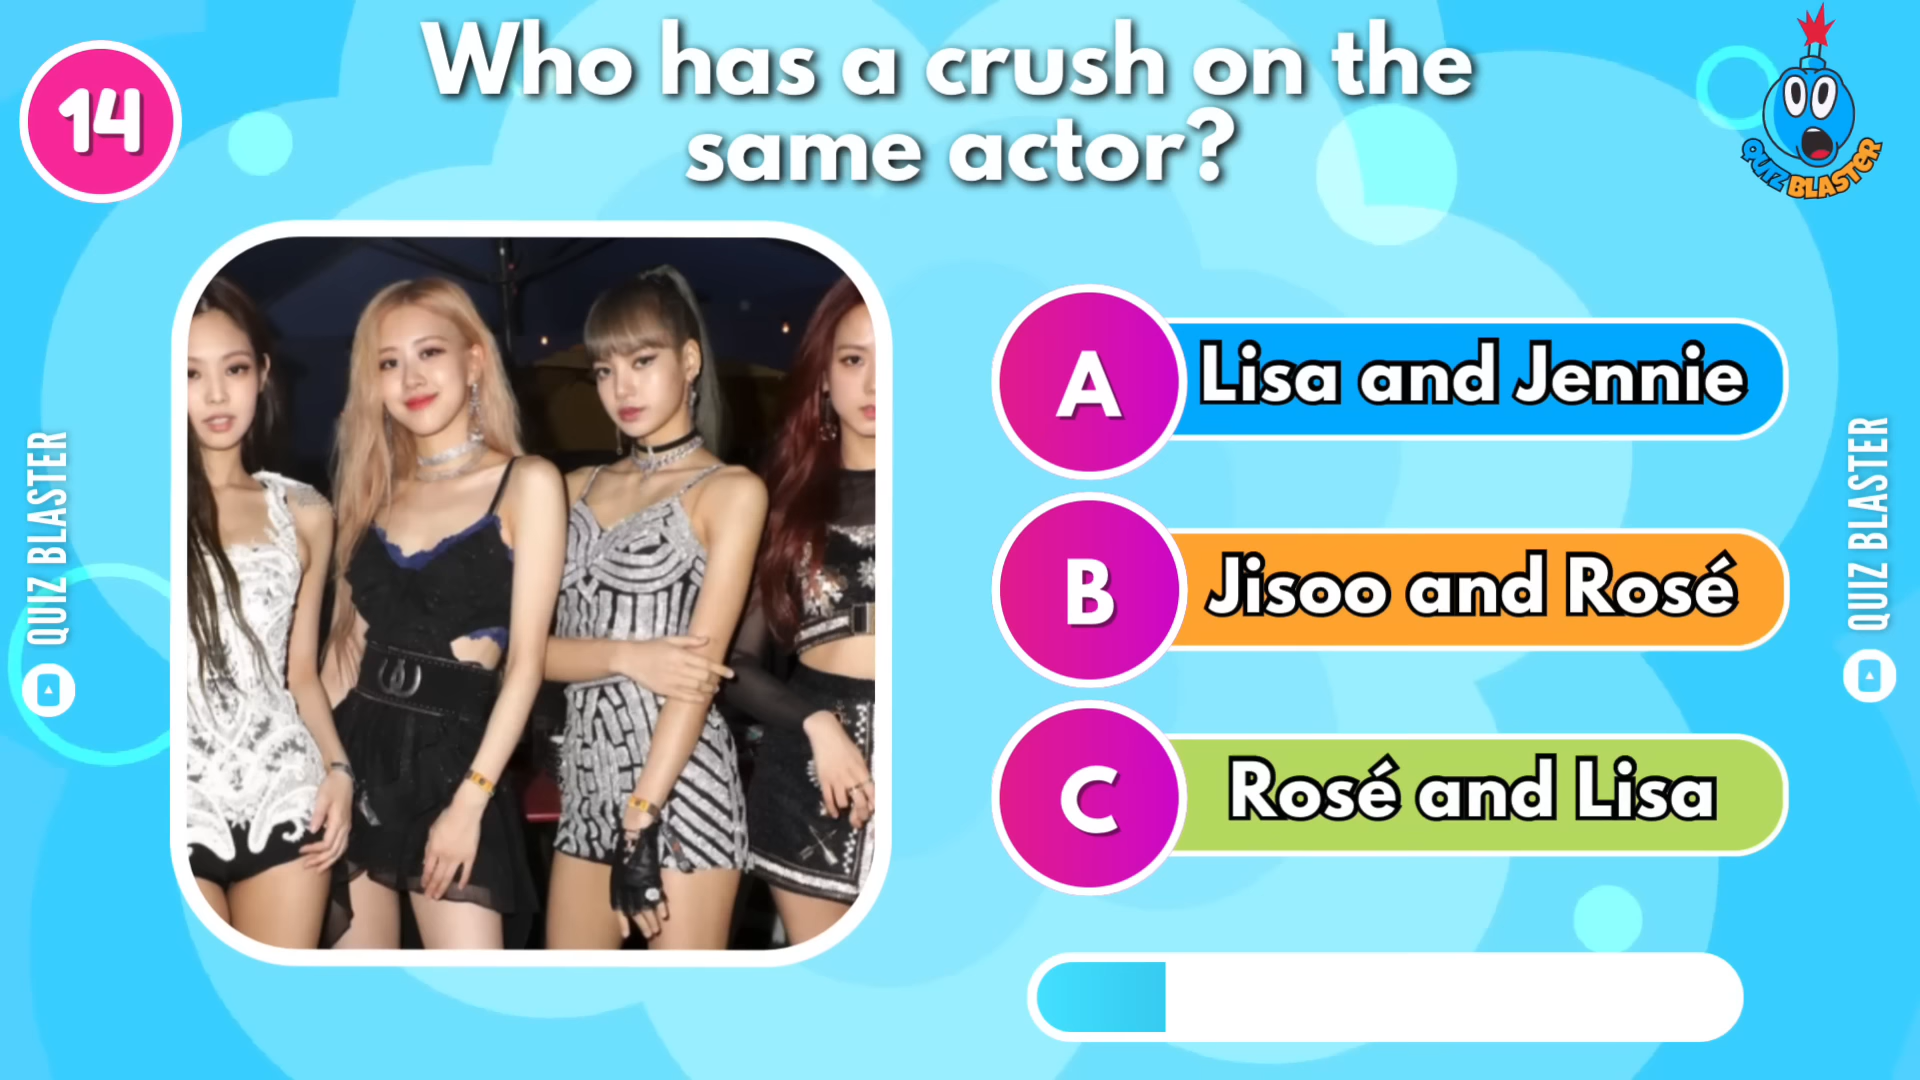 14
Who has a crush on the
same actor?
QUIZ BLASTER
A
Lisa and Jennie
B
Jisoo and Rosé
C
Rosé and Lisa
QUIZ BLASTER
QUIZ BLASTER